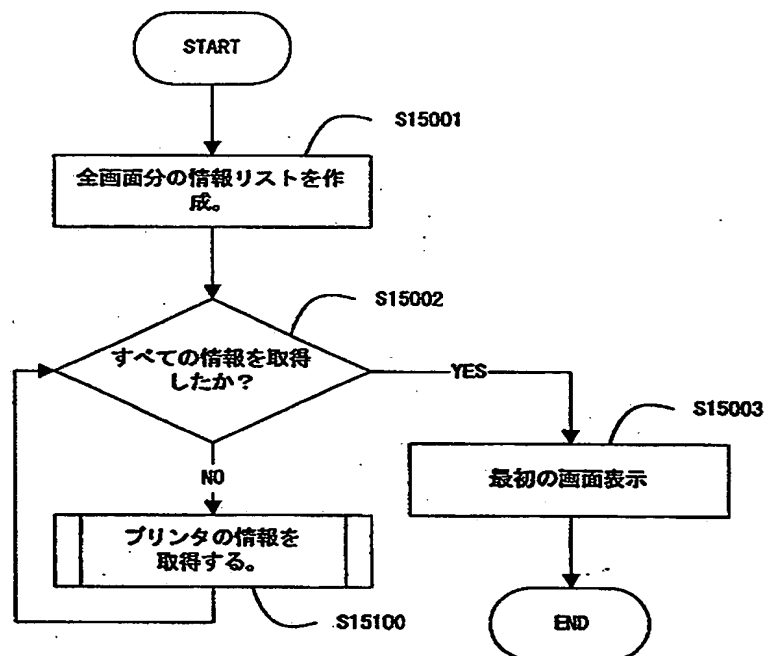 START
S15001
全画面分の情報リストを作
成。
S15002
すべての情報を取得
したか？
YES
S15003
NO
最初の画面表示
プリンタの情報を
取得する。
S15100
END